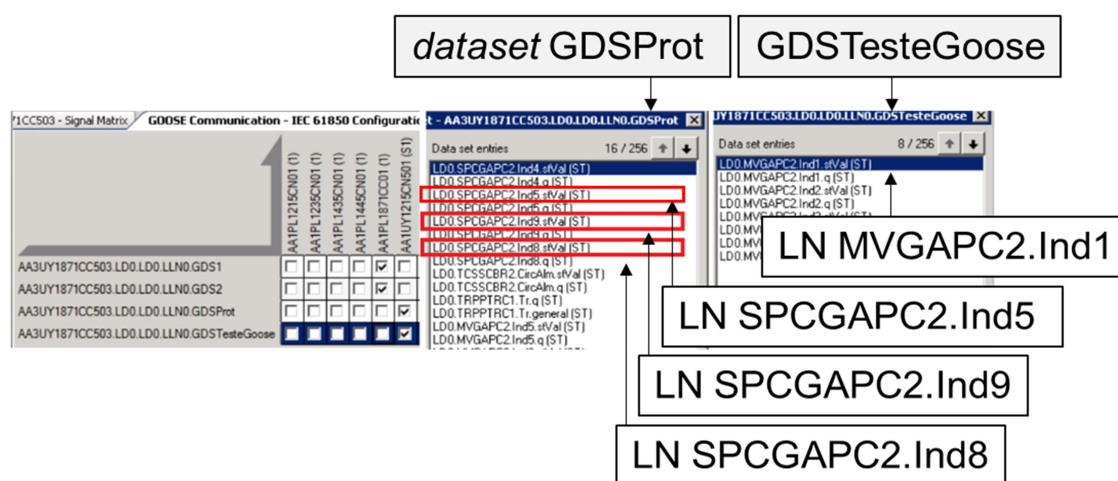 dataset GDSProt
GDSTesteGoose
'1CC503 - Signal Matrix
GOOSE Communication - IEC 61850 Configuratic
AA1PL1215CN01 (1)
AA1PL1235CN01 (1)
AA1PL1435CN01 (1)
AA1PL1445CN01 (1)
AA1PL1871CC01 (1)
AA1UY1215CN501 (S1)
AA3UY1871CC503.LD0.LD0.LLN0.GDS1
AA3UY1871CC503.LD0.LD0.LLN0.GDS2
AA3UY1871CC503.LD0.LD0.LLN0.GDSProt
AA3UY1871CC503.LD0.LD0.LLN0.GDSTesteGoose
t - AA3UY1871CC503.LD0.LD0.LLN0.GDSProt
Data set entries 16 / 256
LD0.SPCGAPC2.Ind4.stVal (ST)
LD0.SPCGAPC2.Ind4.q (ST)
LD0.SPCGAPC2.Ind5.stVal (ST)
LD0.SPCGAPC2.Ind5.q (ST)
LD0.SPCGAPC2.Ind9.stVal (ST)
LD0.SPCGAPC2.Ind9.q (ST)
LD0.SPCGAPC2.Ind8.stVal (ST)
LD0.SPCGAPC2.Ind8.q (ST)
LD0.TCSSCBR2.CircAlm.stVal (ST)
LD0.TCSSCBR2.CircAlm.q (ST)
LD0.TRPPTRC1.Tr.q (ST)
LD0.TRPPTRC1.Tr.general (ST)
LD0.MVGAPC2.Ind5.stVal (ST)
LD0.MVGAPC2.Ind5.q (ST)
UY1871CC503.LD0.LD0.LLN0.GDSTesteGoose
Data set entries 8 / 256
LD0.MVGAPC2.Ind1.stVal (ST)
LD0.MVGAPC2.Ind1.q (ST)
LD0.MVGAPC2.Ind2.stVal (ST)
LD0.MVGAPC2.Ind2.q (ST)
LN MVGAPC2.Ind1
LN SPCGAPC2.Ind5
LN SPCGAPC2.Ind9
LN SPCGAPC2.Ind8